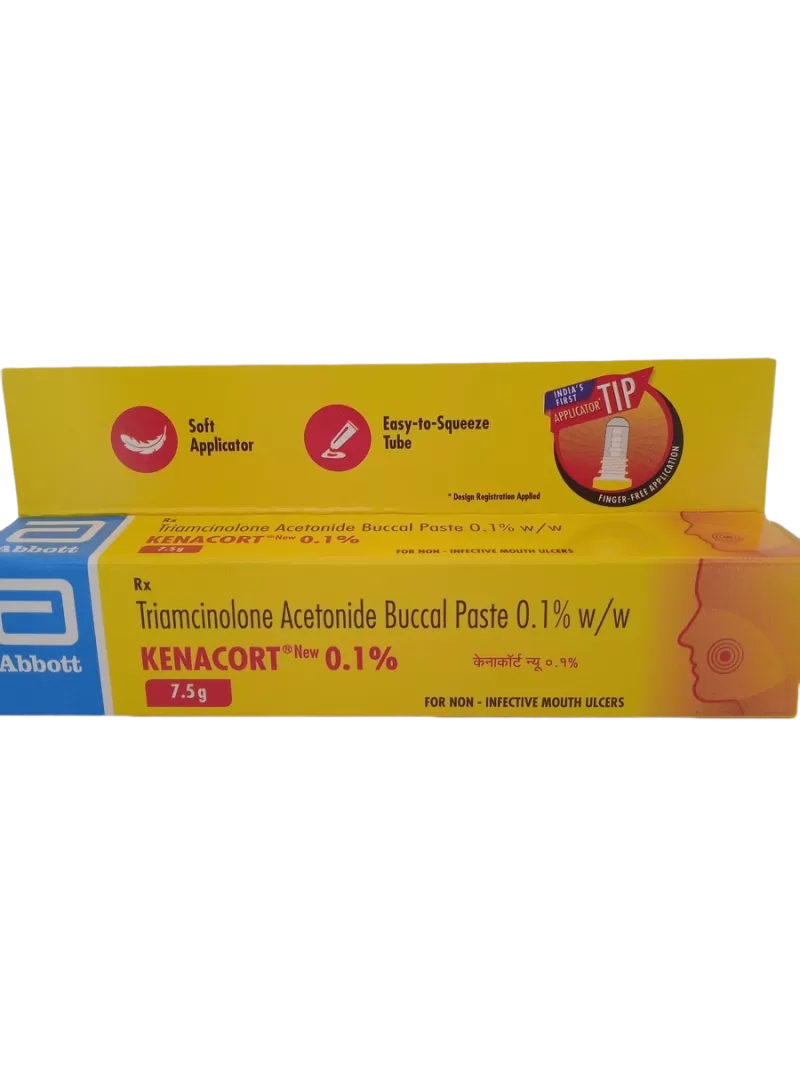 Soft
Applicator
Easy-to-Squeeze
Tube
* Design Registration Applied
INDIA'S
FIRST
APPLICATOR* TIP
FINGER-FREE APPLICATION
Abbott
Rx
Triamcinolone Acetonide Buccal Paste 0.1% w/w
KENACORT® New 0.1%
7.5g
FOR NON - INFECTIVE MOUTH ULCERS
Abbott
Rx
Triamcinolone Acetonide Buccal Paste 0.1% w/w
KENACORT® New 0.1%
केनाकॉर्ट न्यू ०.१%
7.5 g
FOR NON - INFECTIVE MOUTH ULCERS